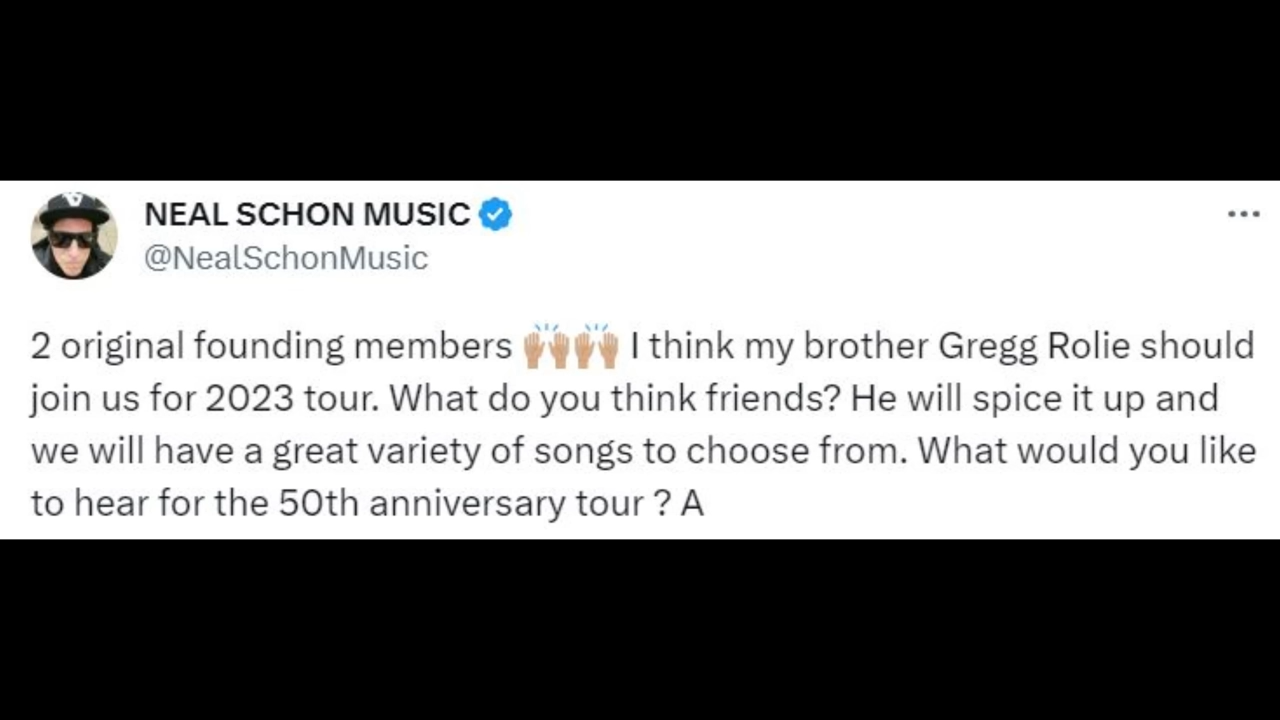 NEAL SCHON MUSIC
@NealSchonMusic
2 original founding members 🙌🏽🙌🏽 I think my brother Gregg Rolie should
join us for 2023 tour. What do you think friends? He will spice it up and
we will have a great variety of songs to choose from. What would you like
to hear for the 50th anniversary tour ? A